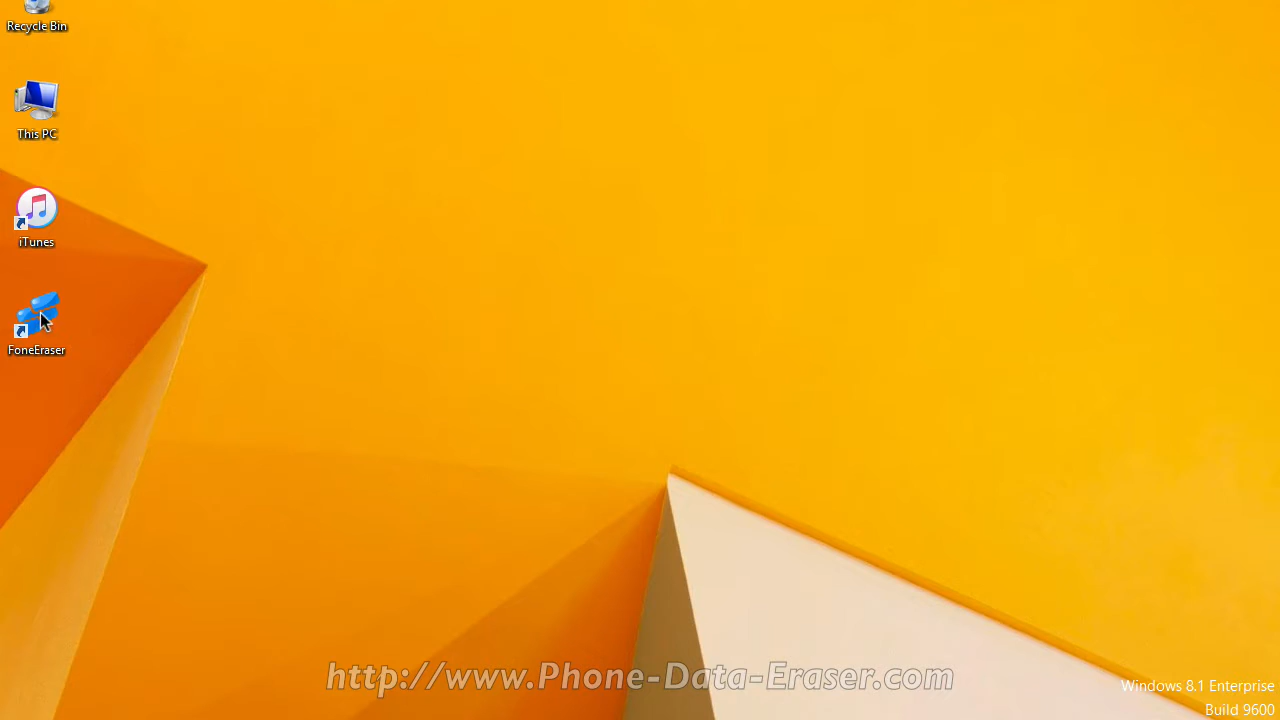 Recycle Bin
This PC
iTunes
FoneEraser
http://www.Phone-Data-Eraser.com
Windows 8.1 Enterprise
Build 9600